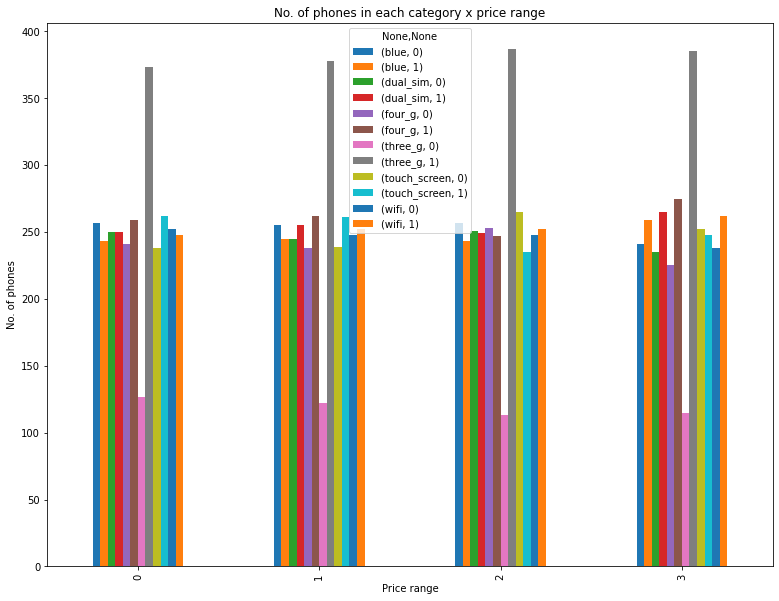 No. of phones in each category x price range
None,None
(blue, 0)
(blue, 1)
(dual_sim, 0)
(dual_sim, 1)
(four_g, 0)
(four_g, 1)
(three_g, 0)
(three_g, 1)
(touch_screen, 0)
(touch_screen, 1)
(wifi, 0)
(wifi, 1)
No. of phones
400
350
300
250
200
150
100
50
0
0
1
2
3
Price range